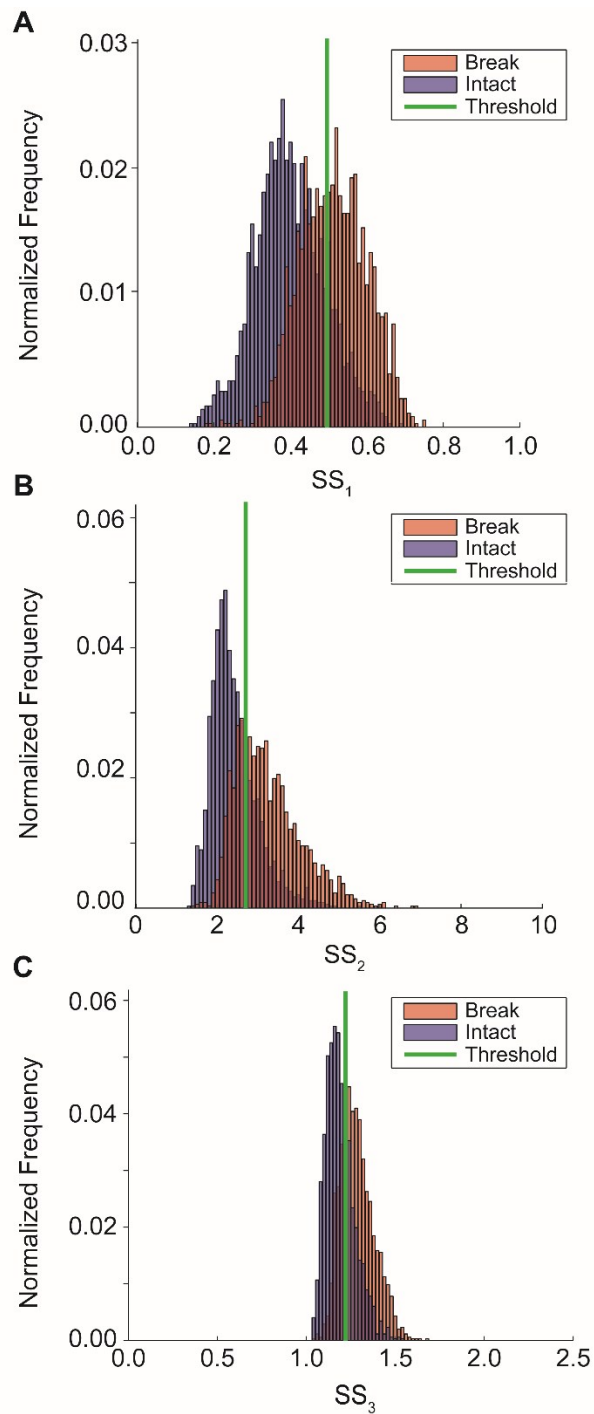 A
Normalized Frequency
0.03
0.02
0.01
0.00
Break
Intact
Threshold
0.0 0.2 0.4 0.6 0.8 1.0
SS1
B
Normalized Frequency
0.06
0.04
0.02
0.00
Break
Intact
Threshold
0 2 4 6 8 10
SS2
C
Normalized Frequency
0.06
0.04
0.02
0.00
Break
Intact
Threshold
0.0 0.5 1.0 1.5 2.0 2.5
SS3